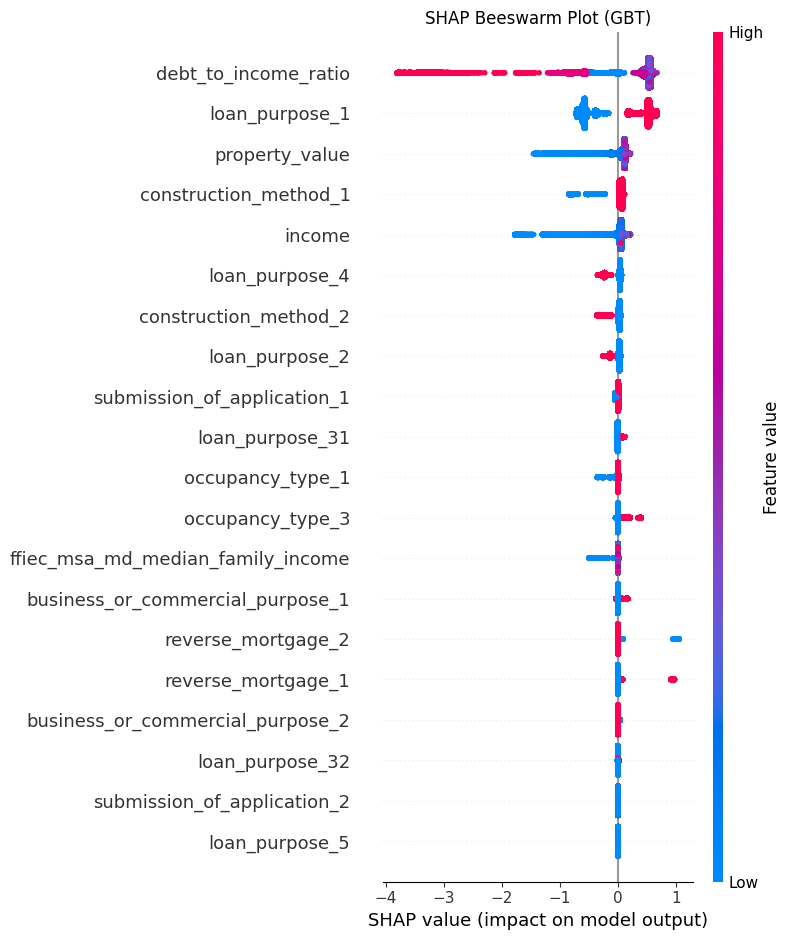 SHAP Beeswarm Plot (GBT)
High
debt_to_income_ratio
loan_purpose_1
property_value
construction_method_1
income
loan_purpose_4
construction_method_2
loan_purpose_2
submission_of_application_1
loan_purpose_31
occupancy_type_1
occupancy_type_3
ffiec_msa_md_median_family_income
business_or_commercial_purpose_1
reverse_mortgage_2
reverse_mortgage_1
business_or_commercial_purpose_2
loan_purpose_32
submission_of_application_2
loan_purpose_5
Feature value
Low
−4 −3 −2 −1 0 1
SHAP value (impact on model output)